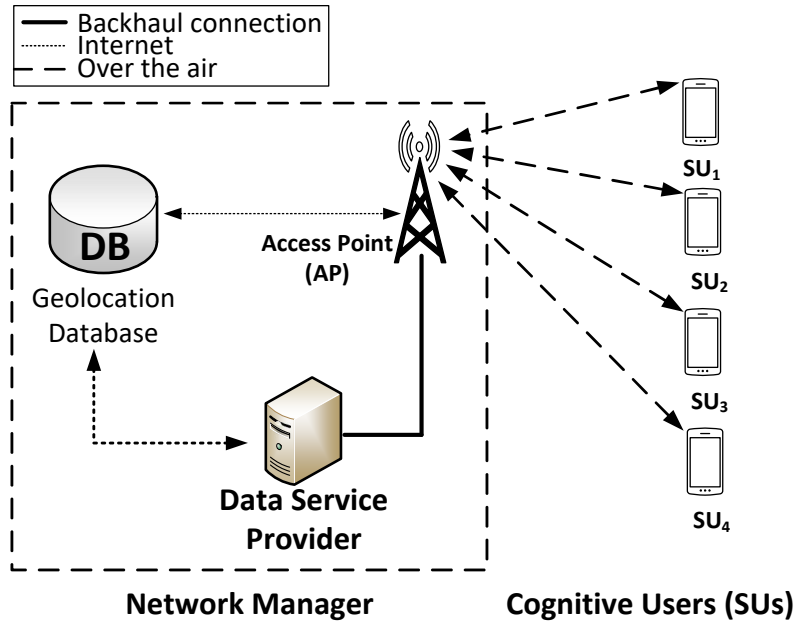 Backhaul connection
Internet
Over the air
SU₁
DB
Access Point
(AP)
SU₂
Geolocation
Database
SU₃
Data Service
Provider
SU₄
Network Manager
Cognitive Users (SUs)